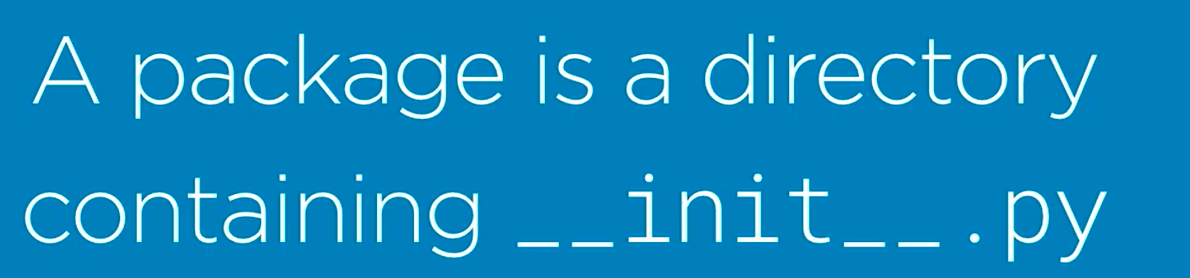 A package is a directory
containing __init__.py